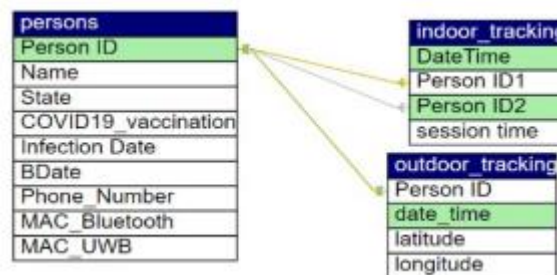 persons
Person ID
Name
State
COVID19_vaccination
Infection Date
BDate
Phone_Number
MAC_Bluetooth
MAC_UWB
indoor_tracking
DateTime
Person ID1
Person ID2
session time
outdoor_tracking
Person ID
date_time
latitude
longitude